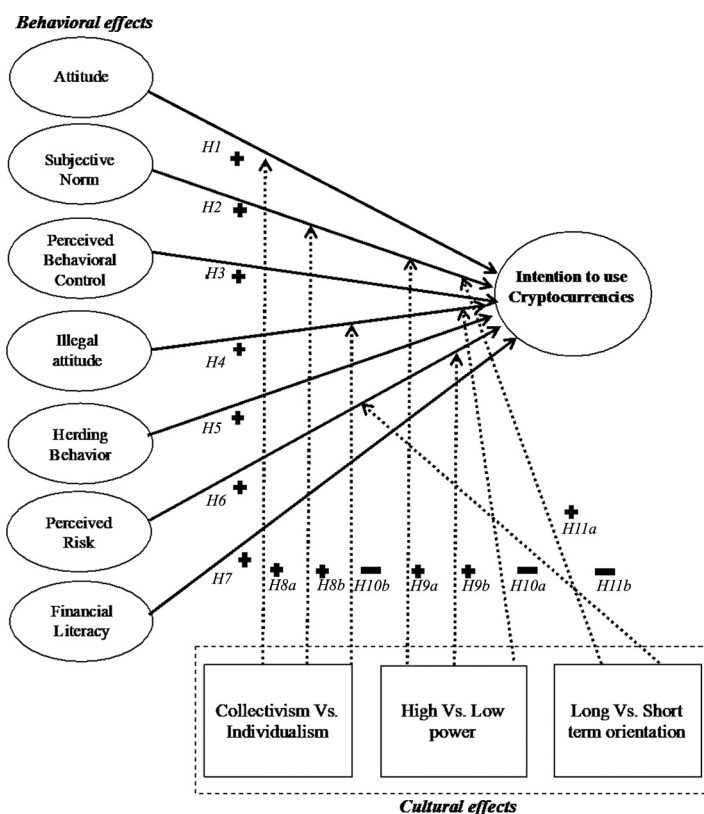 Behavioral effects
Attitude
H1
+
Subjective
Norm
H2
+
Perceived
Behavioral
Control
H3
+
Intention to use
Cryptocurrencies
Illegal
attitude
H4
+
Herding
Behavior
H5
+
Perceived
Risk
H6
+
Financial
Literacy
H7
+
+ H8a
+ H8b
− H10b
+ H9a
+ H9b
− H10a
+
H11a
−
H11b
Collectivism Vs.
Individualism
High Vs. Low
power
Long Vs. Short
term orientation
Cultural effects